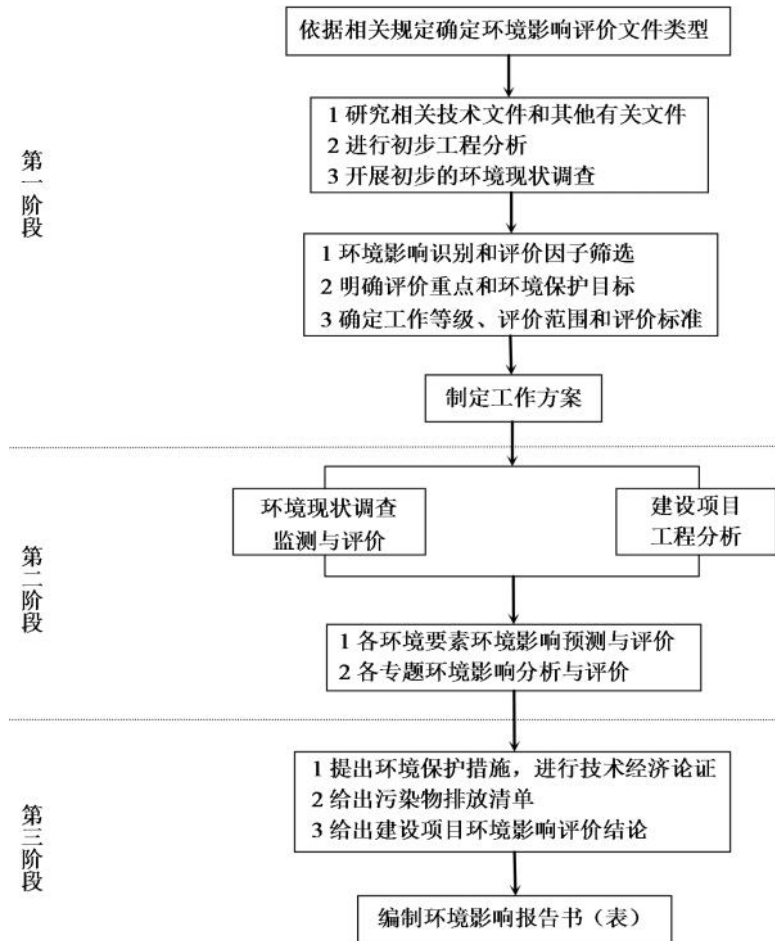 依据相关规定确定环境影响评价文件类型
1 研究相关技术文件和其他有关文件
2 进行初步工程分析
3 开展初步的环境现状调查
第一阶段
1 环境影响识别和评价因子筛选
2 明确评价重点和环境保护目标
3 确定工作等级、评价范围和评价标准
制定工作方案
环境现状调查
监测与评价
建设项目
工程分析
第二阶段
1 各环境要素环境影响预测与评价
2 各专题环境影响分析与评价
1 提出环境保护措施，进行技术经济论证
2 给出污染物排放清单
3 给出建设项目环境影响评价结论
第三阶段
编制环境影响报告书（表）